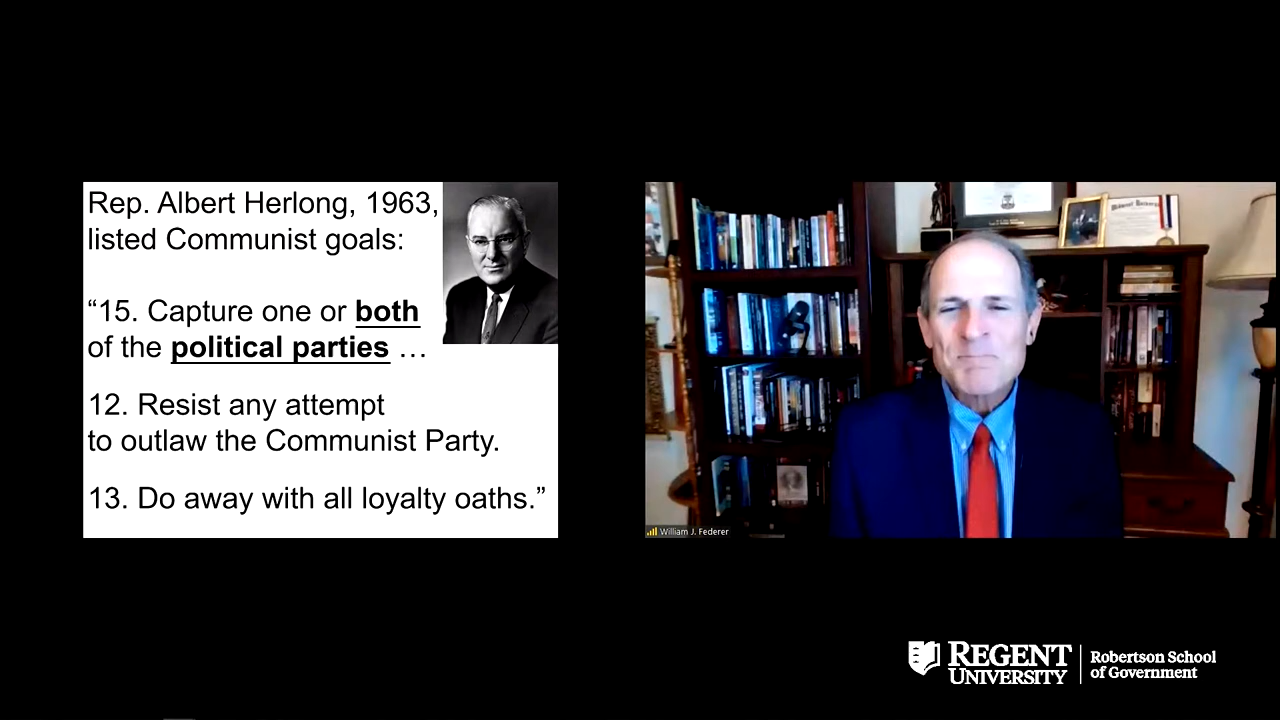 Rep. Albert Herlong, 1963,
listed Communist goals:
“15. Capture one or both
of the political parties …
12. Resist any attempt
to outlaw the Communist Party.
13. Do away with all loyalty oaths.”
William J. Federer
REGENT
UNIVERSITY
Robertson School
of Government